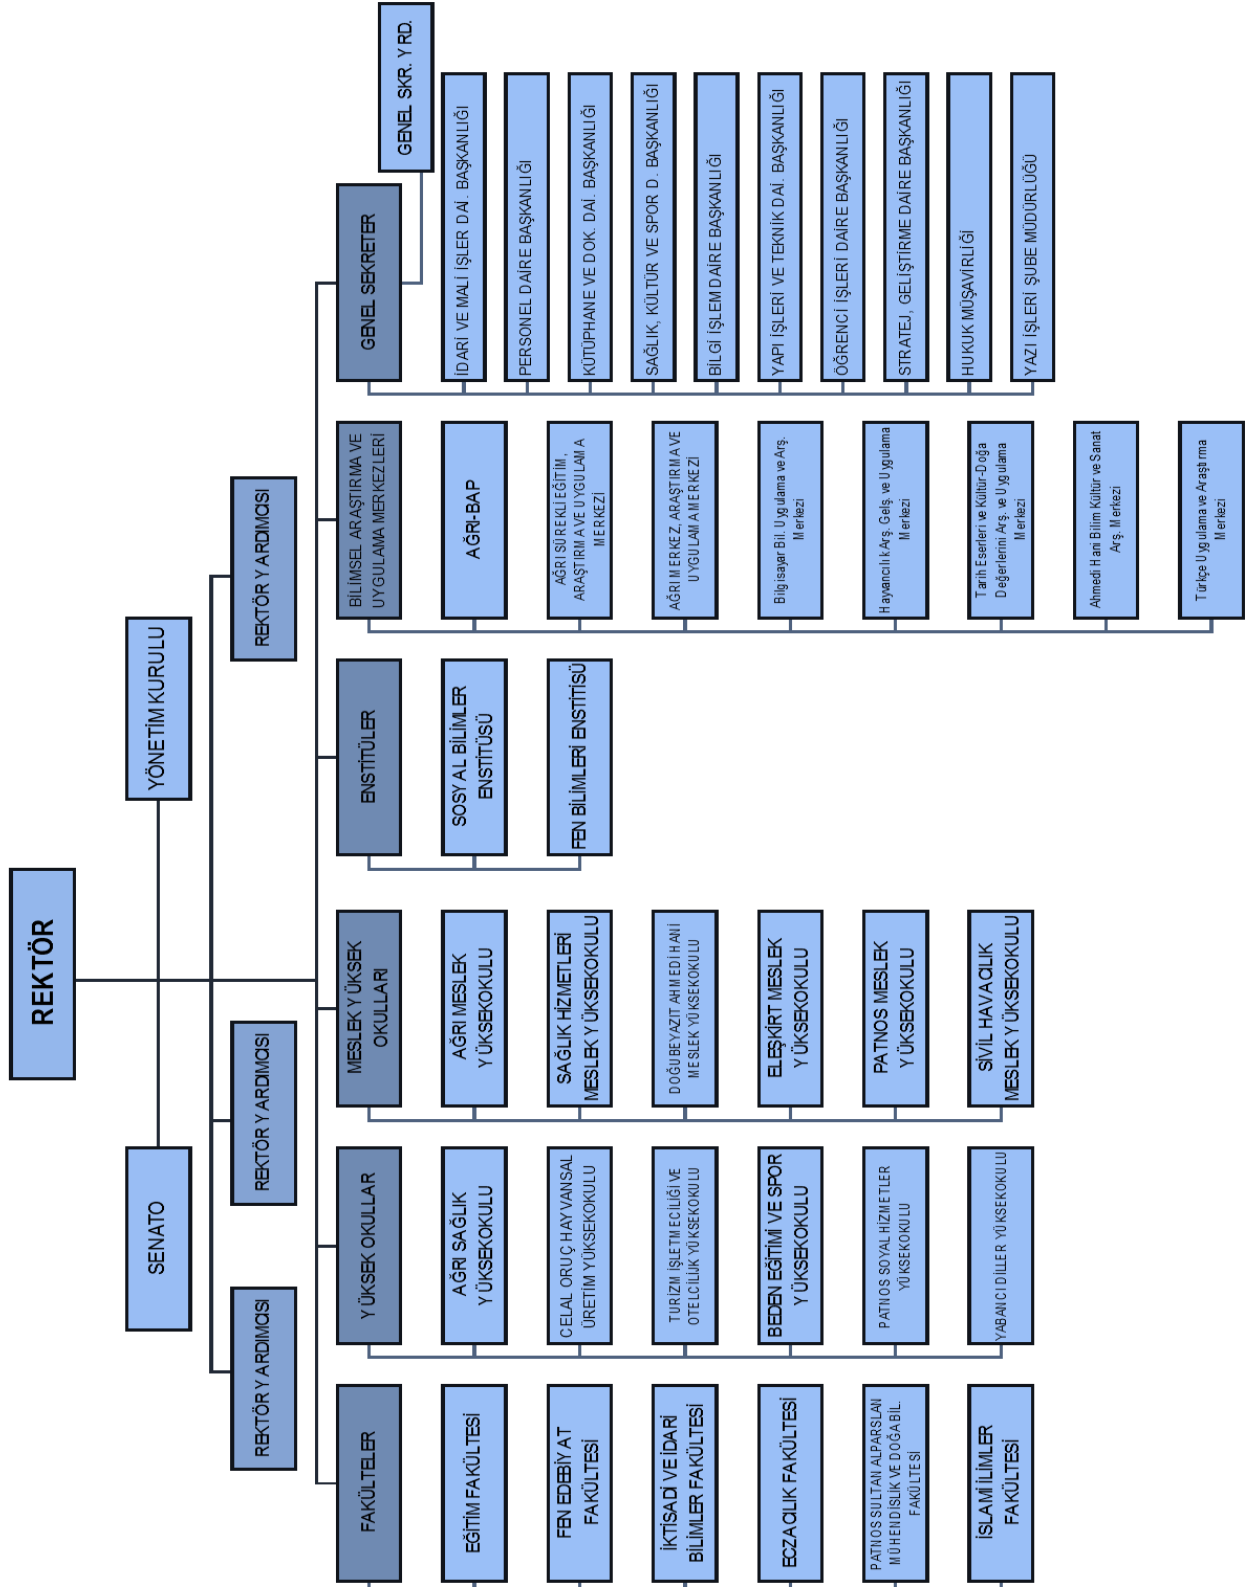 REKTÖR
SENATO
YÖNETİM KURULU
REKTÖR YARDIMCISI
REKTÖR YARDIMCISI
REKTÖR YARDIMCISI
FAKÜLTELER
EĞİTİM FAKÜLTESİ
FEN EDEBİYAT
FAKÜLTESİ
İKTİSADİ VE İDARİ
BİLİMLER FAKÜLTESİ
ECZACILIK FAKÜLTESİ
PATNOS SULTAN ALPARSLAN
MÜHENDİSLİK VE DOĞA BİL.
FAKÜLTESİ
İSLAMİ İLİMLER
FAKÜLTESİ
YÜKSEK OKULLAR
AĞRI SAĞLIK
YÜKSEKOKULU
CELAL ORUÇ HAYVANSAL
ÜRETİM YÜKSEKOKULU
TURİZM İŞLETMECİLİĞİ VE
OTELCİLİJK YÜKSEKOKULU
BEDEN EĞİTİMİ VE SPOR
YÜKSEKOKULU
PATNOS SOYAL HİZMETLER
YÜKSEKOKULU
YABANCI DİLLER YÜKSEKOKULU
MESLEK YÜKSEK
OKULLARI
AĞRI MESLEK
YÜKSEKOKULU
SAĞLIK HİZMETLERİ
MESLEK YÜKSEKOKULU
DOĞUBEYAZIT AHMEDİ HANİ
MESLEK YÜKSEKOKULU
ELEŞKİRT MESLEK
YÜKSEKOKULU
PATNOS MESLEK
YÜKSEKOKULU
SİVİL HAVACILIK
MESLEK YÜKSEKOKULU
ENSTİTÜLER
SOSYAL BİLİMLER
ENSTİTÜSÜ
FEN BİLİMLERİ ENSTİTİSÜ
BİLİMSEL ARAŞTIRMA VE
UYGULAMA MERKEZLERİ
AĞRI-BAP
AĞRI SÜREKLİ EĞİTİM,
ARAŞTIRMA VE UYGULAMA
MERKEZİ
AĞRI MERKEZ, ARAŞTIRMA VE
UYGULAMA MERKEZİ
Bilgisayar Bil. Uygulama ve Arş.
Merkezi
Hayvancılık Arş. Gelş. ve Uygulama
Merkezi
Tarih Eserleri ve Kültür-Doğa
Değerlerini Arş. ve Uygulama
Merkezi
Ahmedi Hani Bilim Kültür ve Sanat
Arş. Merkezi
Türkçe Uygulama ve Araştırma
Merkezi
GENEL SEKRETER
GENEL SKR. YRD.
İDARİ VE MALİ İŞLER DAİ. BAŞKANLIĞI
PERSONEL DAİRE BAŞKANLIĞI
KÜTÜPHANE VE DOK. DAİ. BAŞKANLIĞI
SAĞLIK, KÜLTÜR VE SPOR D. BAŞKANLIĞI
BİLGİ İŞLEM DAİRE BAŞKANLIĞI
YAPI İŞLERİ VE TEKNİK DAİ. BAŞKANLIĞI
ÖĞRENCİ İŞLERİ DAİRE BAŞKANLIĞI
STRATEJ, GELİŞTİRME DAİRE BAŞKANLIĞI
HUKUK MÜŞAVİRLİĞİ
YAZI İŞLERİ ŞUBE MÜDÜRLÜĞÜ